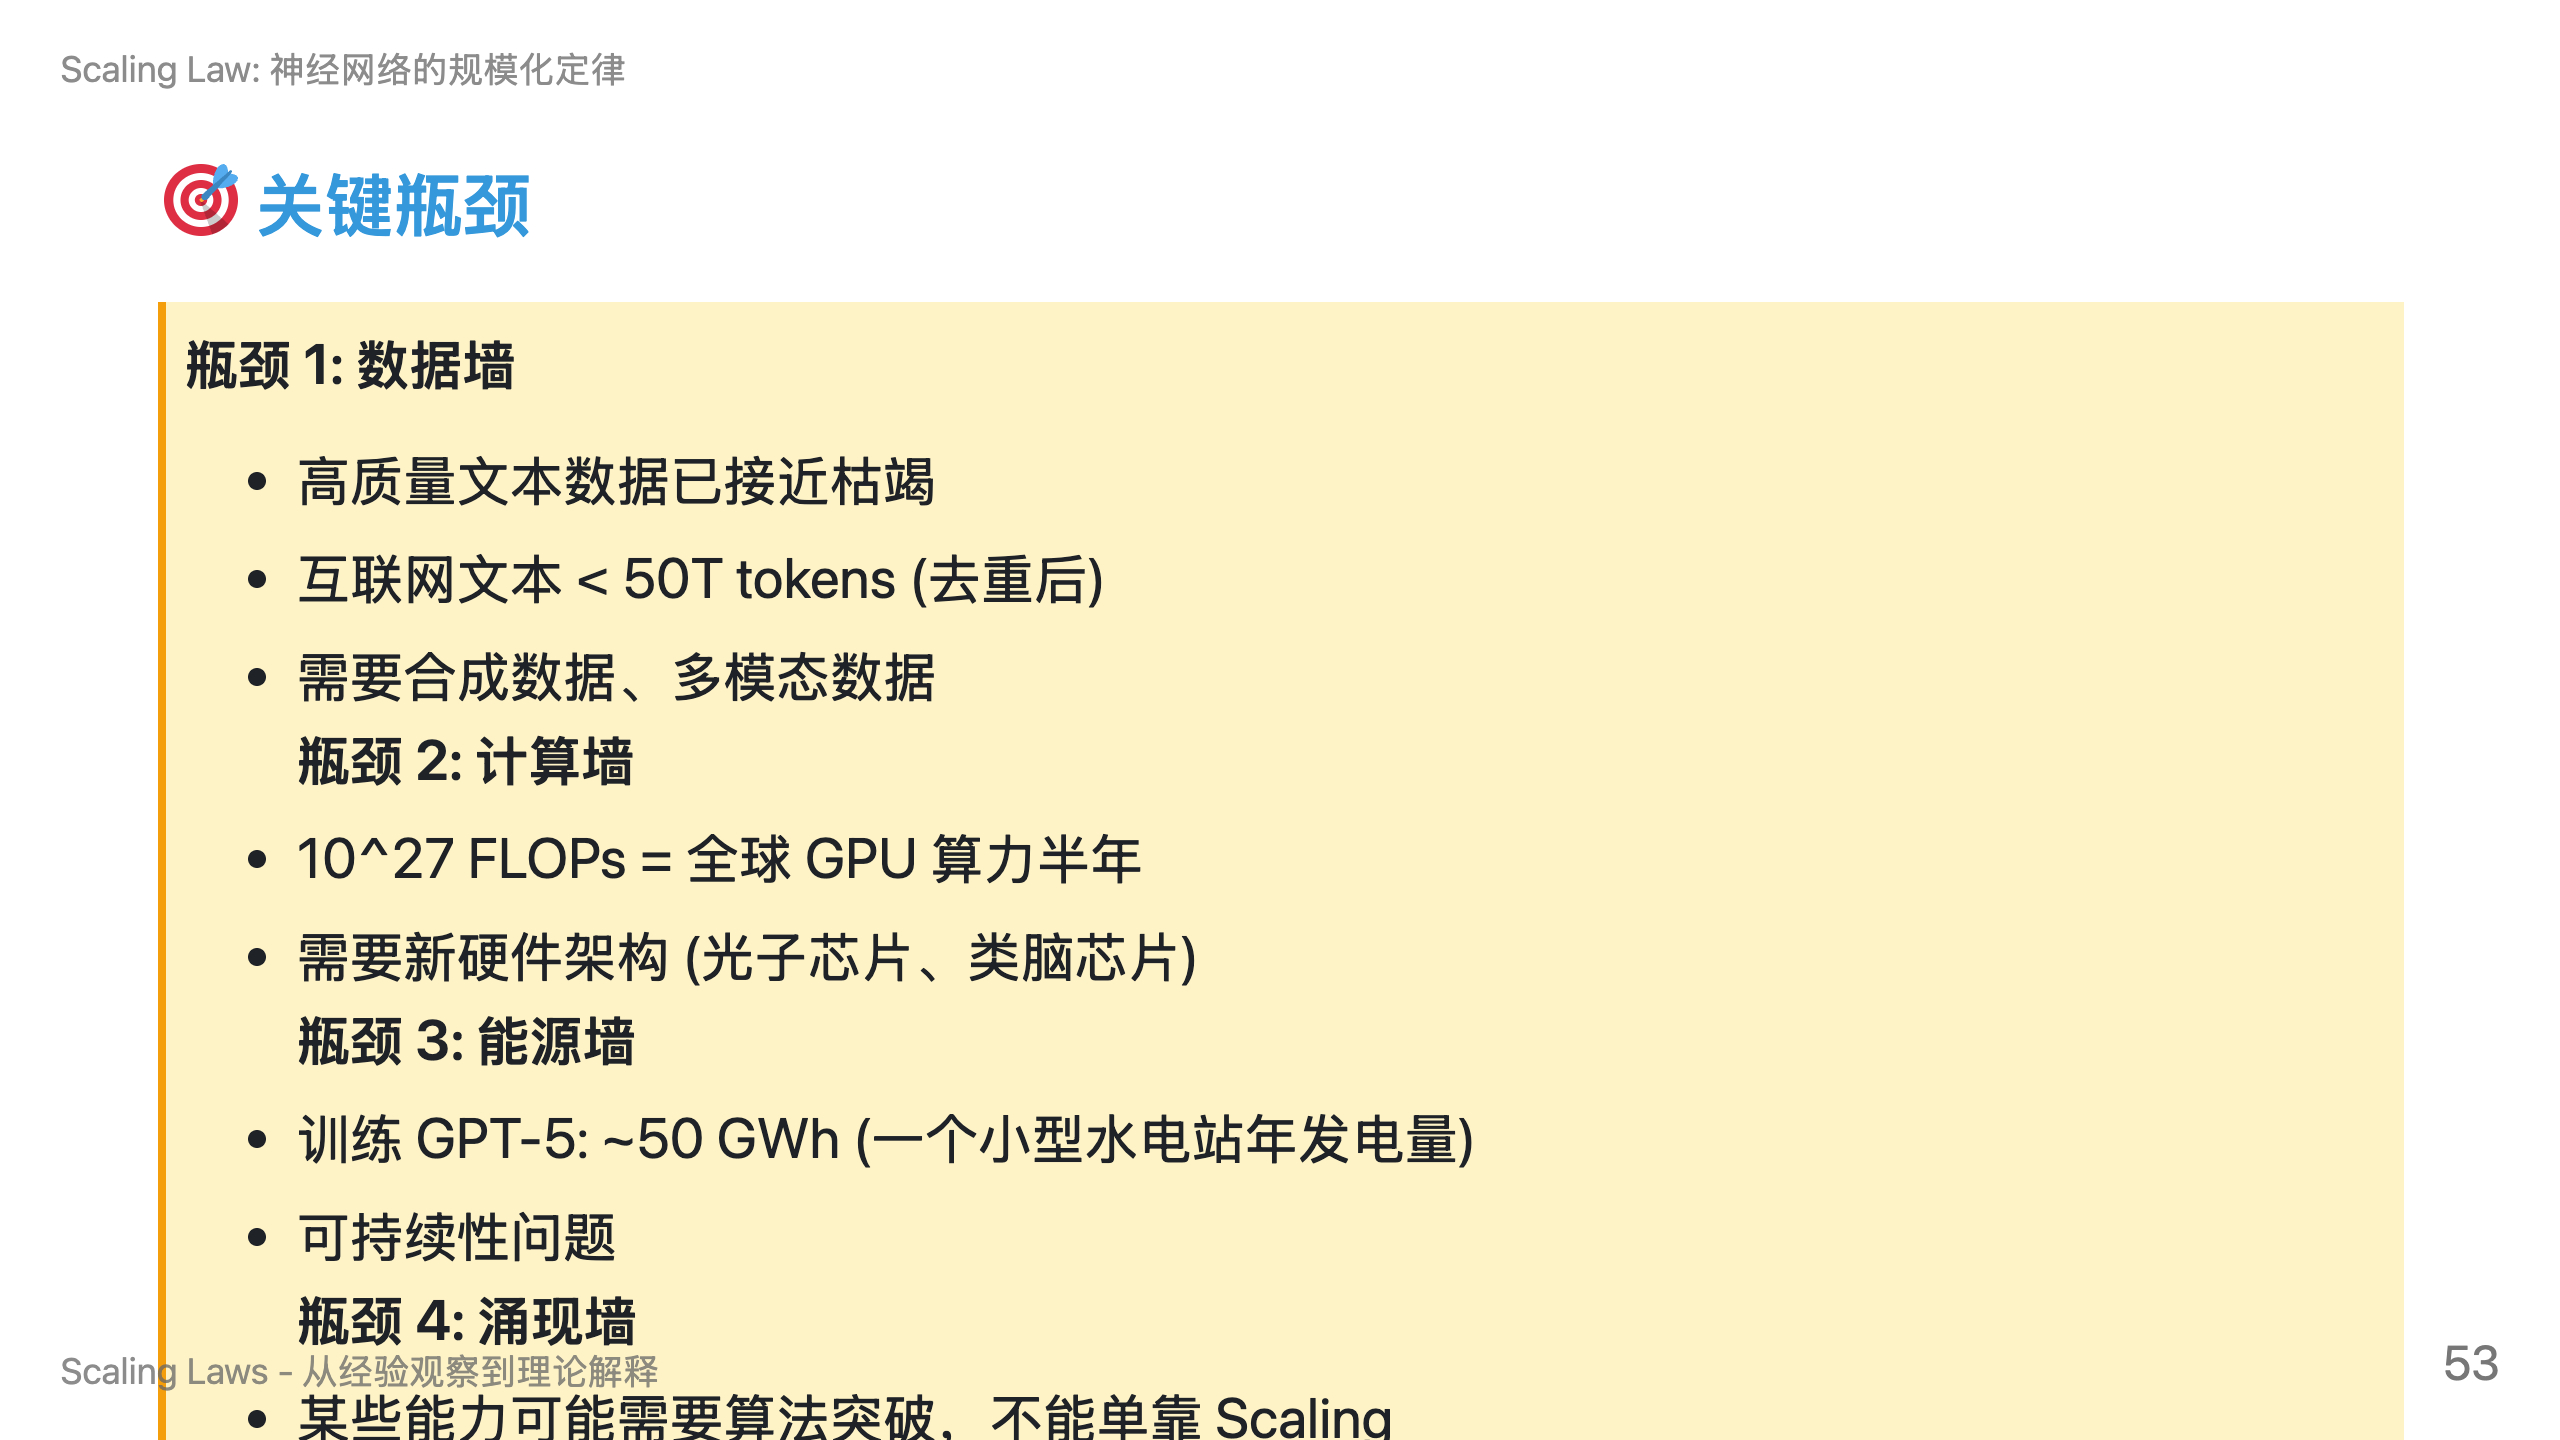 Scaling Law: 神经网络的规模化定律
🎯 关键瓶颈
瓶颈 1: 数据墙
• 高质量文本数据已接近枯竭
• 互联网文本 < 50T tokens (去重后)
• 需要合成数据、多模态数据
瓶颈 2: 计算墙
• 10^27 FLOPs = 全球 GPU 算力半年
• 需要新硬件架构 (光子芯片、类脑芯片)
瓶颈 3: 能源墙
• 训练 GPT-5: ~50 GWh (一个小型水电站年发电量)
• 可持续性问题
瓶颈 4: 涌现墙
Scaling Laws - 从经验观察到理论解释
53
• 某些能力可能需要算法突破，不能单靠 Scaling